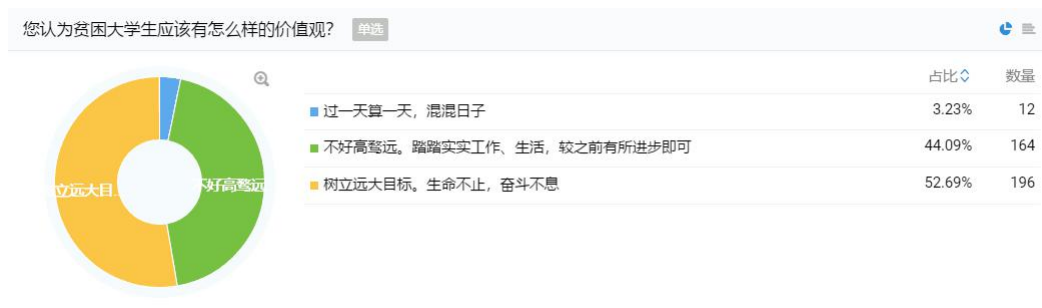 您认为贫困大学生应该有怎么样的价值观? 单选
占比 数量
过一天算一天，混混日子 3.23% 12
不好高骛远。踏踏实实工作、生活，较之前有所进步即可 44.09% 164
树立远大目标。生命不止，奋斗不息 52.69% 196
立远大目
不好高骛远